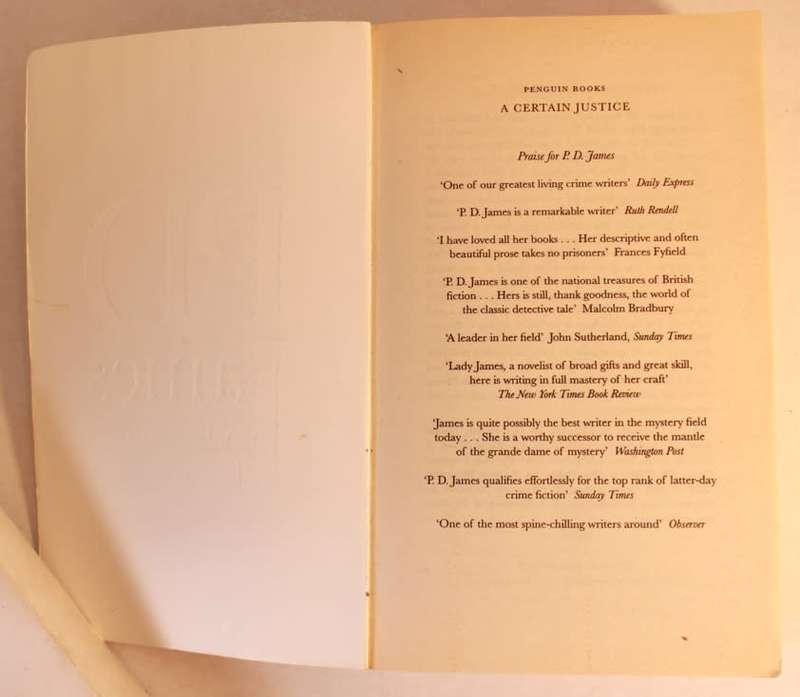 PENGUIN BOOKS
A CERTAIN JUSTICE
Praise for P. D. James
‘One of our greatest living crime writers’ Daily Express
‘P. D. James is a remarkable writer’ Ruth Rendell
‘I have loved all her books . . . Her descriptive and often
beautiful prose takes no prisoners’ Frances Fyfield
‘P. D. James is one of the national treasures of British
fiction . . . Hers is still, thank goodness, the world of
the classic detective tale’ Malcolm Bradbury
‘A leader in her field’ John Sutherland, Sunday Times
‘Lady James, a novelist of broad gifts and great skill,
here is writing in full mastery of her craft’
The New York Times Book Review
‘James is quite possibly the best writer in the mystery field
today . . . She is a worthy successor to receive the mantle
of the grande dame of mystery’ Washington Post
‘P. D. James qualifies effortlessly for the top rank of latter-day
crime fiction’ Sunday Times
‘One of the most spine-chilling writers around’ Observer